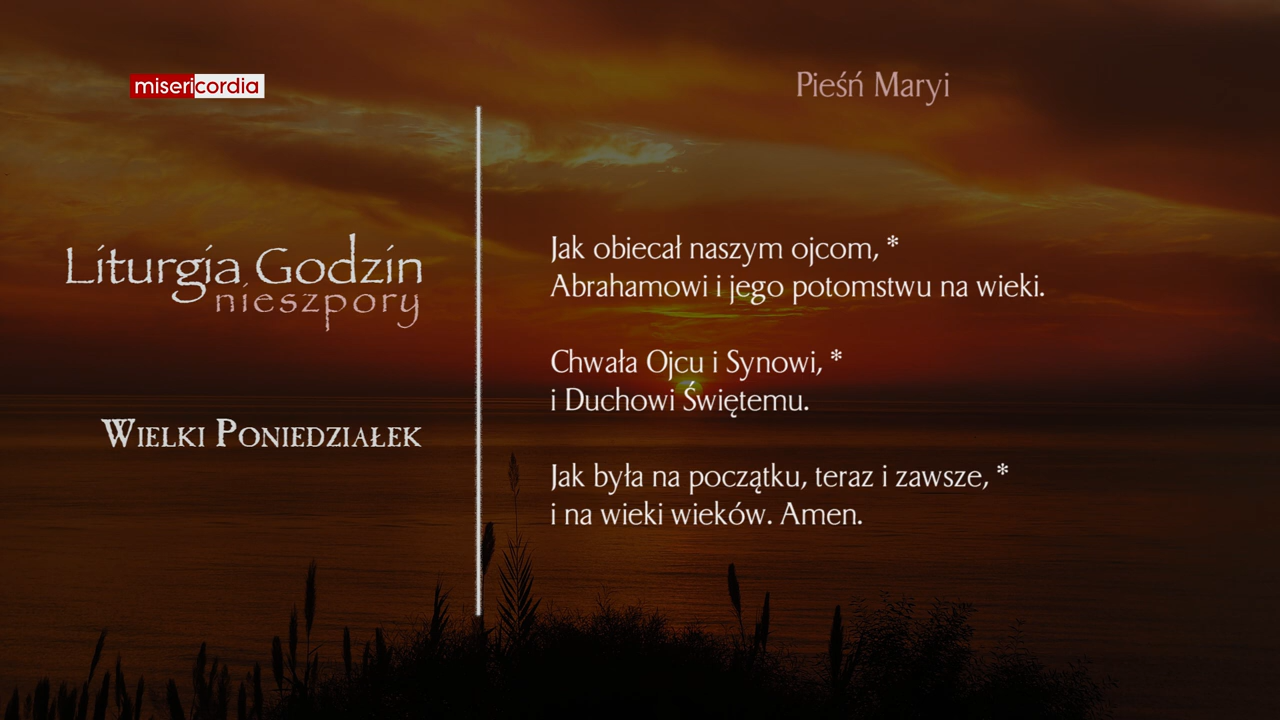 misericordia
Pieśń Maryi
Liturgia Godzin
nieszpory
Wielki Poniedziałek
Jak obiecał naszym ojcom, *
Abrahamowi i jego potomstwu na wieki.
Chwała Ojcu i Synowi, *
i Duchowi Świętemu.
Jak była na początku, teraz i zawsze, *
i na wieki wieków. Amen.